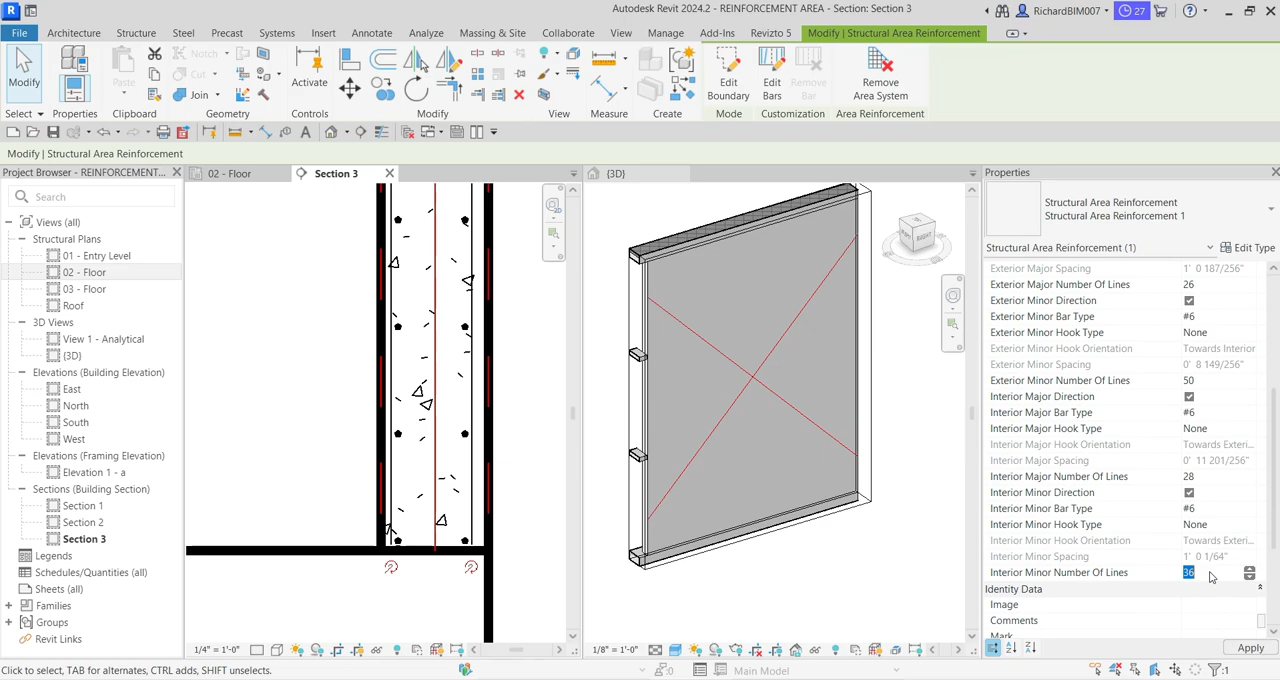 Autodesk Revit 2024.2 - REINFORCEMENT AREA - Section: Section 3
RichardBIM007
27
File Architecture Structure Steel Precast Systems Insert Annotate Analyze Massing & Site Collaborate View Manage Add-Ins Revizto 5 Modify | Structural Area Reinforcement
Modify
Paste
Notch
Cut
Join
Activate
Edit Boundary
Edit Bars
Remove Bar
Remove Area System
Select Properties Clipboard Geometry Controls Modify View Measure Create Mode Customization Area Reinforcement
Modify | Structural Area Reinforcement
Project Browser - REINFORCEMENT...
Search
Views (all)
Structural Plans
01 - Entry Level
02 - Floor
03 - Floor
Roof
3D Views
View 1 - Analytical
{3D}
Elevations (Building Elevation)
East
North
South
West
Elevations (Framing Elevation)
Elevation 1 - a
Sections (Building Section)
Section 1
Section 2
Section 3
Legends
Schedules/Quantities (all)
Sheets (all)
Families
Groups
Revit Links
02 - Floor
Section 3
{3D}
RIGHT
1/4" = 1'-0"
1/8" = 1'-0"
Properties
Structural Area Reinforcement
Structural Area Reinforcement 1
Structural Area Reinforcement (1)
Edit Type
Exterior Major Spacing 1' 0 187/256"
Exterior Major Number Of Lines 26
Exterior Minor Direction
Exterior Minor Bar Type #6
Exterior Minor Hook Type None
Exterior Minor Hook Orientation Towards Interior
Exterior Minor Spacing 0' 8 149/256"
Exterior Minor Number Of Lines 50
Interior Major Direction
Interior Major Bar Type #6
Interior Major Hook Type None
Interior Major Hook Orientation Towards Exteri...
Interior Major Spacing 0' 11 201/256"
Interior Major Number Of Lines 28
Interior Minor Direction
Interior Minor Bar Type #6
Interior Minor Hook Type None
Interior Minor Hook Orientation Towards Exteri...
Interior Minor Spacing 1' 0 1/64"
Interior Minor Number Of Lines 36
Identity Data
Image
Comments
Mark
Apply
Click to select, TAB for alternates, CTRL adds, SHIFT unselects.
:0
Main Model
:1